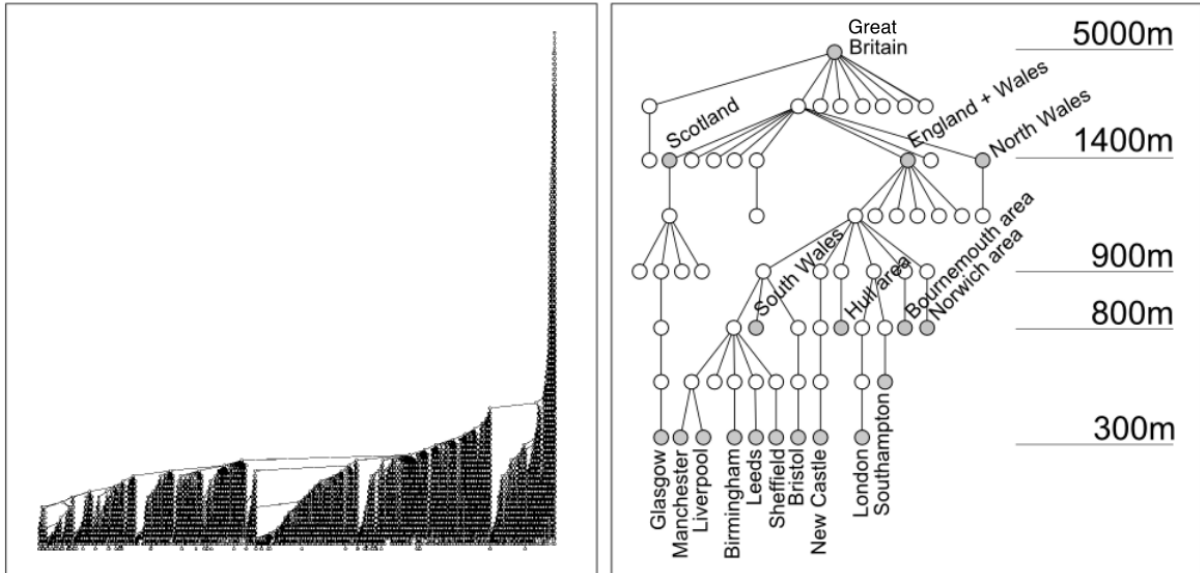 Great
Britain
5000m
Scotland
England + Wales
North Wales
1400m
South Wales
Hull area
Bournemouth area
Norwich area
900m
800m
300m
Glasgow
Manchester
Liverpool
Birmingham
Leeds
Sheffield
Bristol
New Castle
London
Southampton